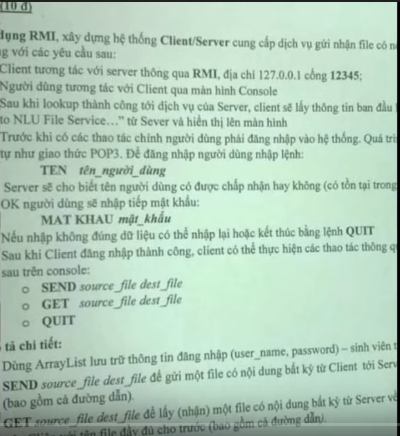 (10 đ)
dụng RMI, xây dựng hệ thống Client/Server cung cấp dịch vụ gửi nhận file có
g với các yêu cầu sau:
Client tương tác với server thông qua RMI, địa chỉ 127.0.0.1 cổng 12345;
Người dùng tương tác với Client qua màn hình Console
Sau khi lookup thành công tới dịch vụ của Server, client sẽ lấy thông tin ban đầu
to NLU File Service…" từ Sever và hiển thị lên màn hình
Trước khi có các thao tác chính người dùng phải đăng nhập vào hệ thống. Quá
tự như giao thức POP3. Để đăng nhập người dùng nhập lệnh:
TEN tên_người_dùng
Server sẽ cho biết tên người dùng có được chấp nhận hay không (có tồn tại trong
OK người dùng sẽ nhập tiếp mật khẩu:
MAT KHAU mật_khẩu
Nếu nhập không đúng dữ liệu có thể nhập lại hoặc kết thúc bằng lệnh QUIT
Sau khi Client đăng nhập thành công, client có thể thực hiện các thao tác thông
sau trên console:
o SEND source_file dest_file
o GET source_file dest_file
o QUIT
tả chi tiết:
Dùng ArrayList lưu trữ thông tin đăng nhập (user_name, password) – sinh viên
SEND source_file dest_file để gửi một file có nội dung bất kỳ từ Client tới
(bao gồm cả đường dẫn).
GET source_file dest_file để lấy (nhận) một file có nội dung bất kỳ từ Server
tên file đầy đủ cho trước (bao gồm cả đường dẫn).